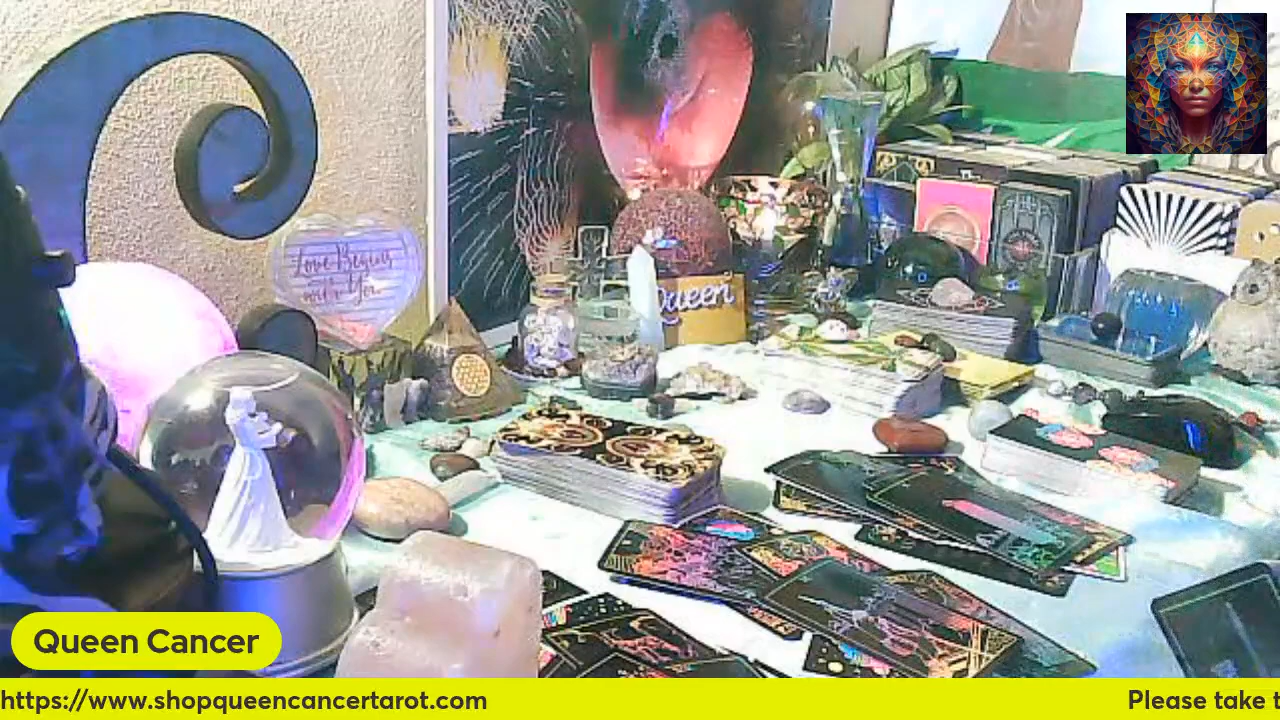 Love Begins
with You
Queen
Queen Cancer
https://www.shopqueencancertarot.com
Please take t